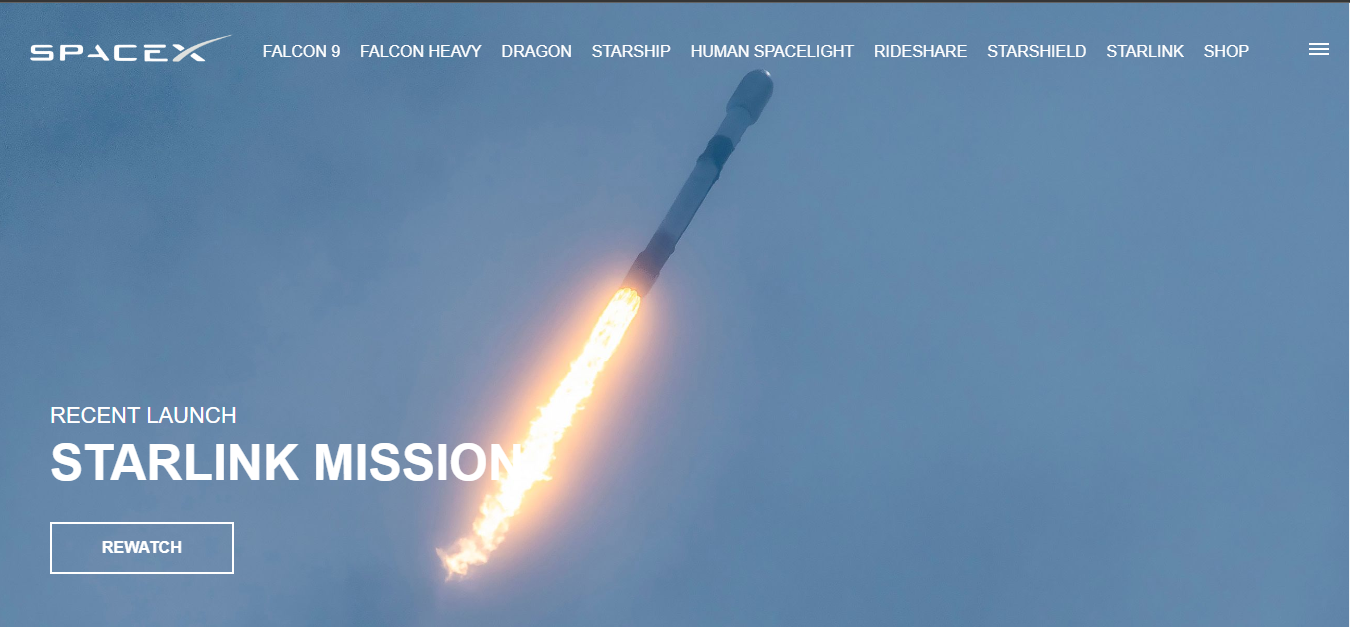 SPACEX FALCON 9 FALCON HEAVY DRAGON STARSHIP HUMAN SPACELIGHT RIDESHARE STARSHIELD STARLINK SHOP
RECENT LAUNCH
STARLINK MISSION
REWATCH